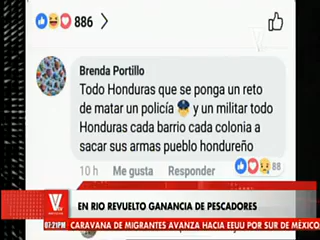 886
Brenda Portillo
Todo Honduras que se ponga un reto
de matar un policía y un militar todo
Honduras cada barrio cada colonia a
sacar sus armas pueblo hondureño
10 h Me gusta Responder 88
EN RIO REVUELTO GANANCIA DE PESCADORES
07:21PM CARAVANA DE MIGRANTES AVANZA HACIA EEUU POR SUR DE MÉXICO